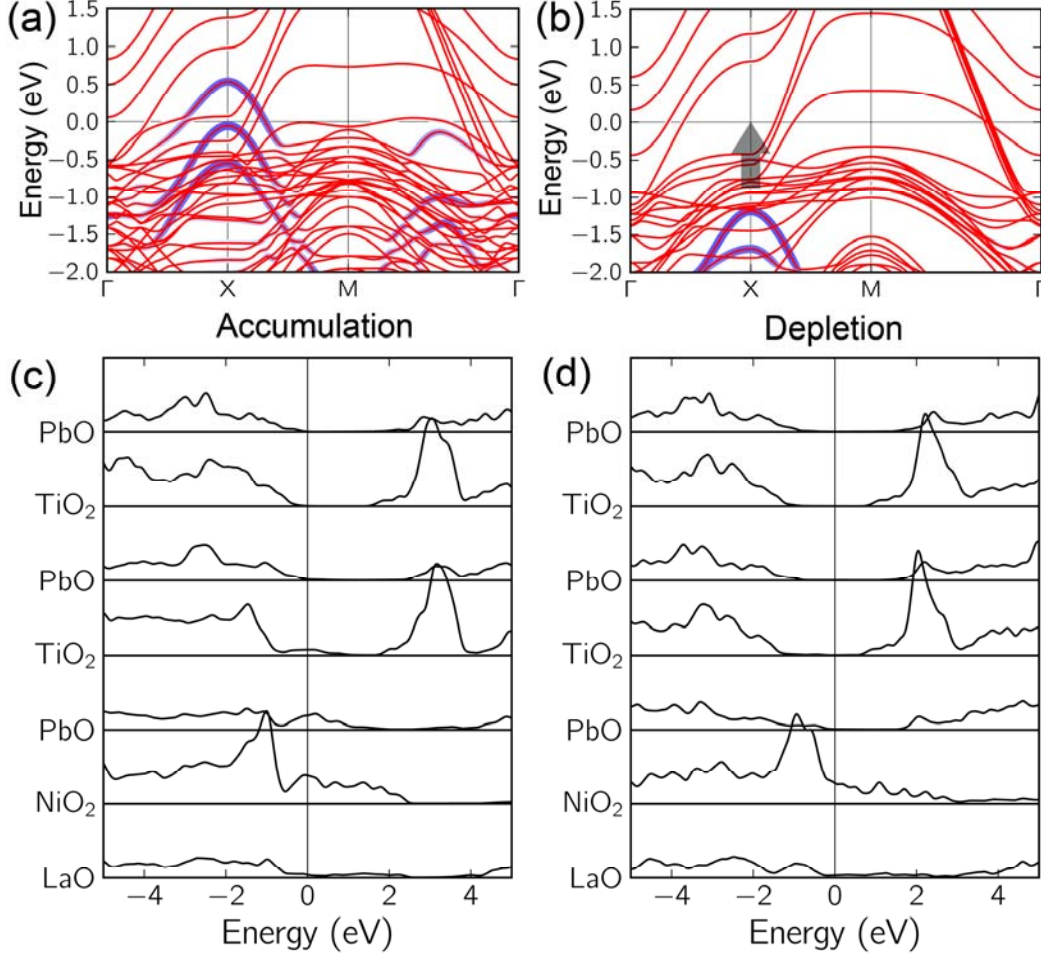 (a)
(b)
Energy (eV)
1.5
1.0
0.5
0.0
−0.5
−1.0
−1.5
−2.0
Γ
X
M
Γ
Energy (eV)
1.5
1.0
0.5
0.0
−0.5
−1.0
−1.5
−2.0
Γ
X
M
Γ
Accumulation
Depletion
(c)
PbO
TiO₂
PbO
TiO₂
PbO
NiO₂
LaO
−4
−2
0
2
4
Energy (eV)
(d)
PbO
TiO₂
PbO
TiO₂
PbO
NiO₂
LaO
−4
−2
0
2
4
Energy (eV)